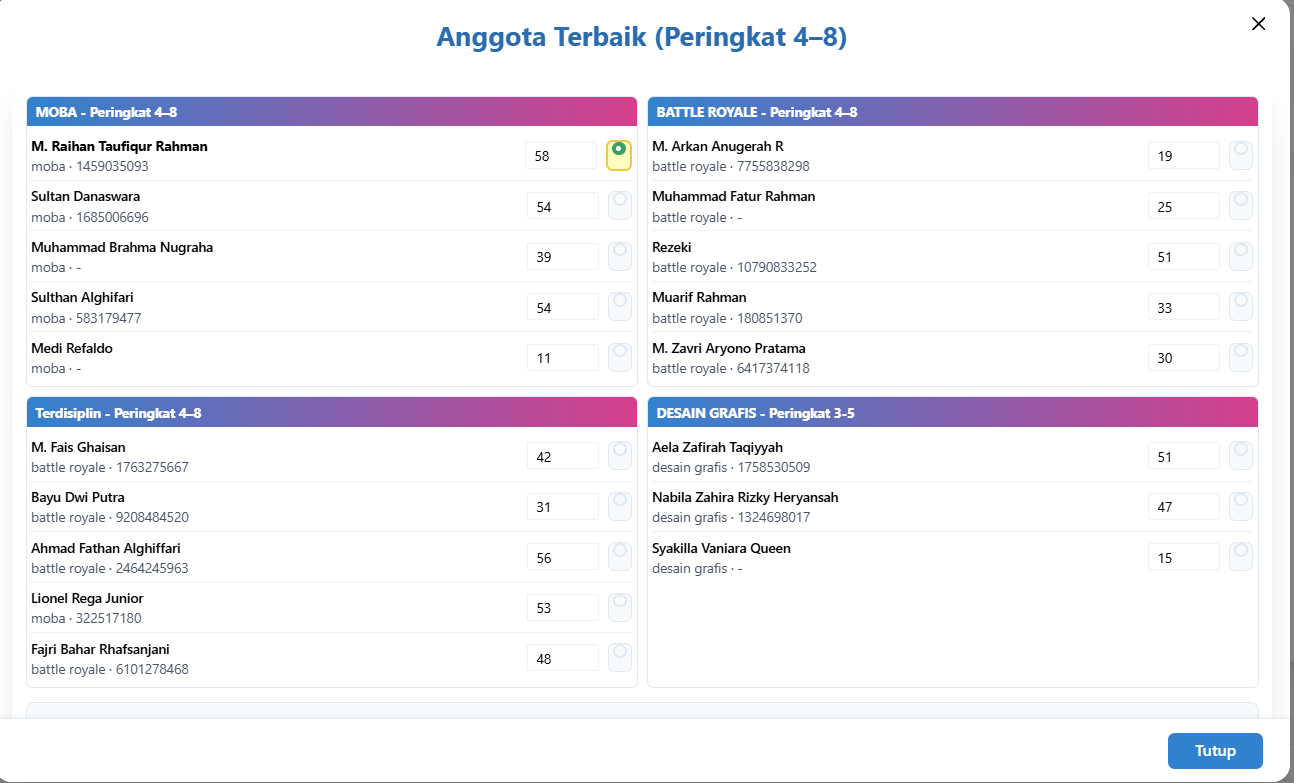 Anggota Terbaik (Peringkat 4–8)
MOBA - Peringkat 4–8
M. Raihan Taufiqur Rahman
moba · 1459035093
58
Sultan Danaswara
moba · 1685006696
54
Muhammad Brahma Nugraha
moba · -
39
Sulthan Alghifari
moba · 583179477
54
Medi Refaldo
moba · -
11
BATTLE ROYALE - Peringkat 4–8
M. Arkan Anugerah R
battle royale · 7755838298
19
Muhammad Fatur Rahman
battle royale · -
25
Rezeki
battle royale · 10790833252
51
Muarif Rahman
battle royale · 180851370
33
M. Zavri Aryono Pratama
battle royale · 6417374118
30
Terdisiplin - Peringkat 4–8
M. Fais Ghaisan
battle royale · 1763275667
42
Bayu Dwi Putra
battle royale · 9208484520
31
Ahmad Fathan Alghiffari
battle royale · 2464245963
56
Lionel Rega Junior
moba · 322517180
53
Fajri Bahar Rhafsanjani
battle royale · 6101278468
48
DESAIN GRAFIS - Peringkat 3-5
Aela Zafirah Taqiyyah
desain grafis · 1758530509
51
Nabila Zahira Rizky Heryansah
desain grafis · 1324698017
47
Syakilla Vaniara Queen
desain grafis · -
15
Tutup